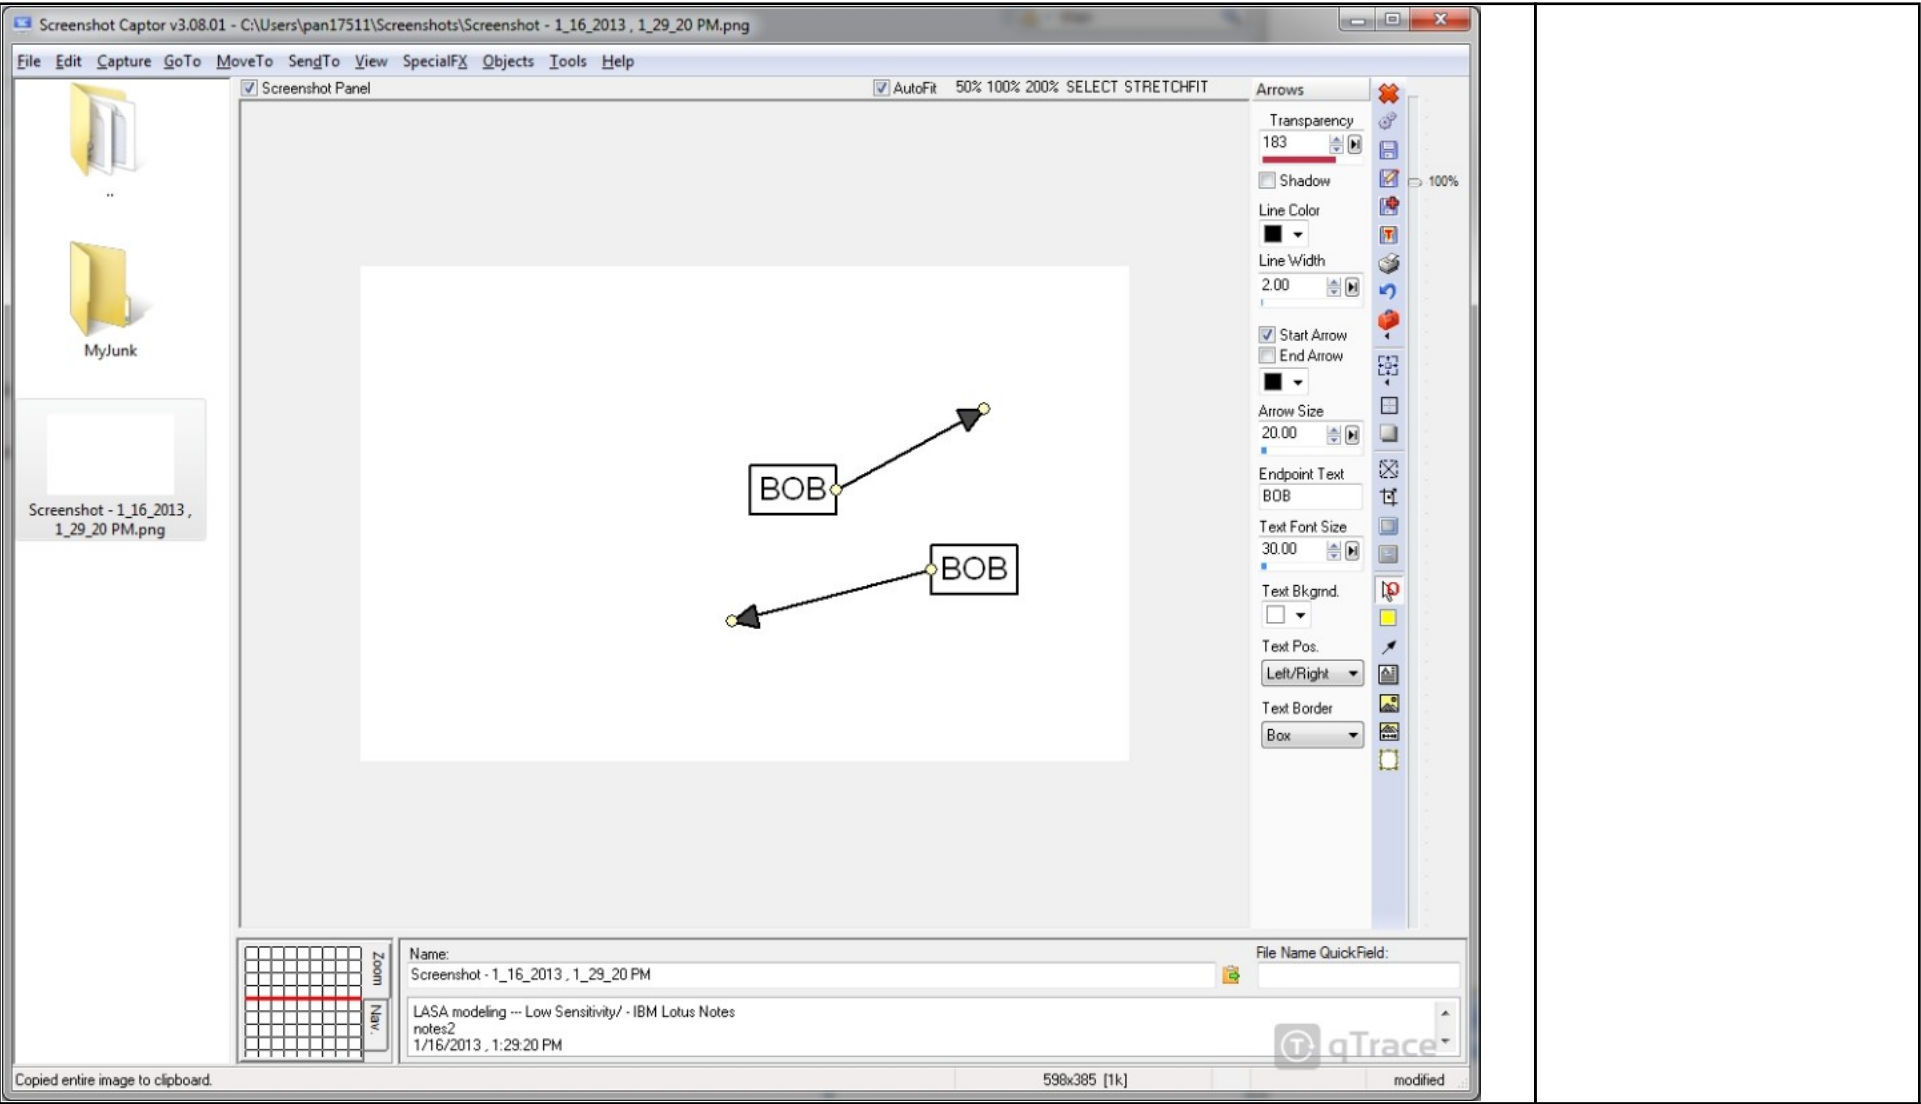 Screenshot Captor v3.08.01 - C:\Users\pan17511\Screenshots\Screenshot - 1_16_2013 , 1_29_20 PM.png
File Edit Capture GoTo MoveTo SendTo View SpecialFX Objects Tools Help
..
MyJunk
Screenshot - 1_16_2013 ,
1_29_20 PM.png
Screenshot Panel
AutoFit 50% 100% 200% SELECT STRETCHFIT
BOB
BOB
Arrows
Transparency
183
Shadow
Line Color
Line Width
2.00
Start Arrow
End Arrow
Arrow Size
20.00
Endpoint Text
BOB
Text Font Size
30.00
Text Bkgrnd.
Text Pos.
Left/Right
Text Border
Box
100%
Zoom
Nav.
Name:
Screenshot - 1_16_2013 , 1_29_20 PM
File Name QuickField:
LASA modeling --- Low Sensitivity/ - IBM Lotus Notes
notes2
1/16/2013 , 1:29:20 PM
qTrace
Copied entire image to clipboard.
598x385 [1k]
modified